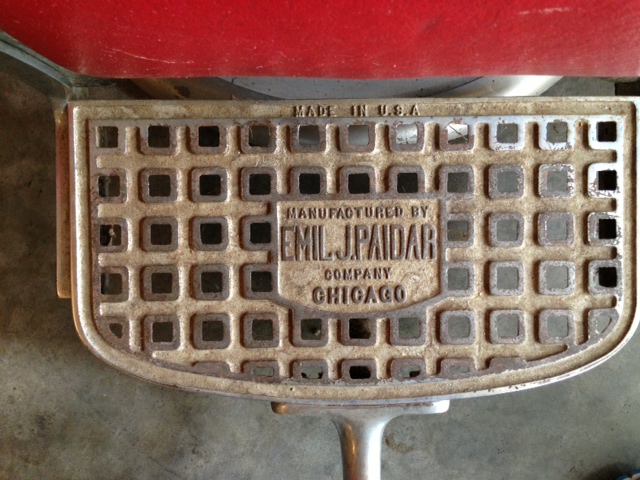 MADE IN U.S.A
MANUFACTURED BY
EMIL J. PAIDAR
COMPANY
CHICAGO